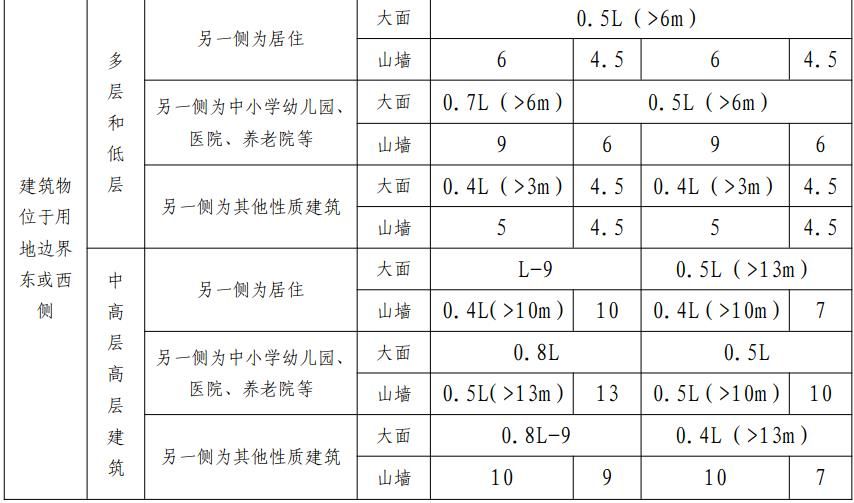 建筑物
位于用
地边界
东或西
侧
多
层
和
低
层
另一侧为居住
大面
0.5L (>6m)
山墙
6
4.5
6
4.5
另一侧为中小学幼儿园、
医院、养老院等
大面
0.7L (>6m)
0.5L (>6m)
山墙
9
6
9
6
另一侧为其他性质建筑
大面
0.4L (>3m)
4.5
0.4L (>3m)
4.5
山墙
5
4.5
5
4.5
中
高
层
高
层
建
筑
另一侧为居住
大面
L-9
0.5L (>13m)
山墙
0.4L(>10m)
10
0.4L(>10m)
7
另一侧为中小学幼儿园、
医院、养老院等
大面
0.8L
0.5L
山墙
0.5L(>13m)
13
0.5L(>10m)
10
另一侧为其他性质建筑
大面
0.8L-9
0.4L (>13m)
山墙
10
9
10
7